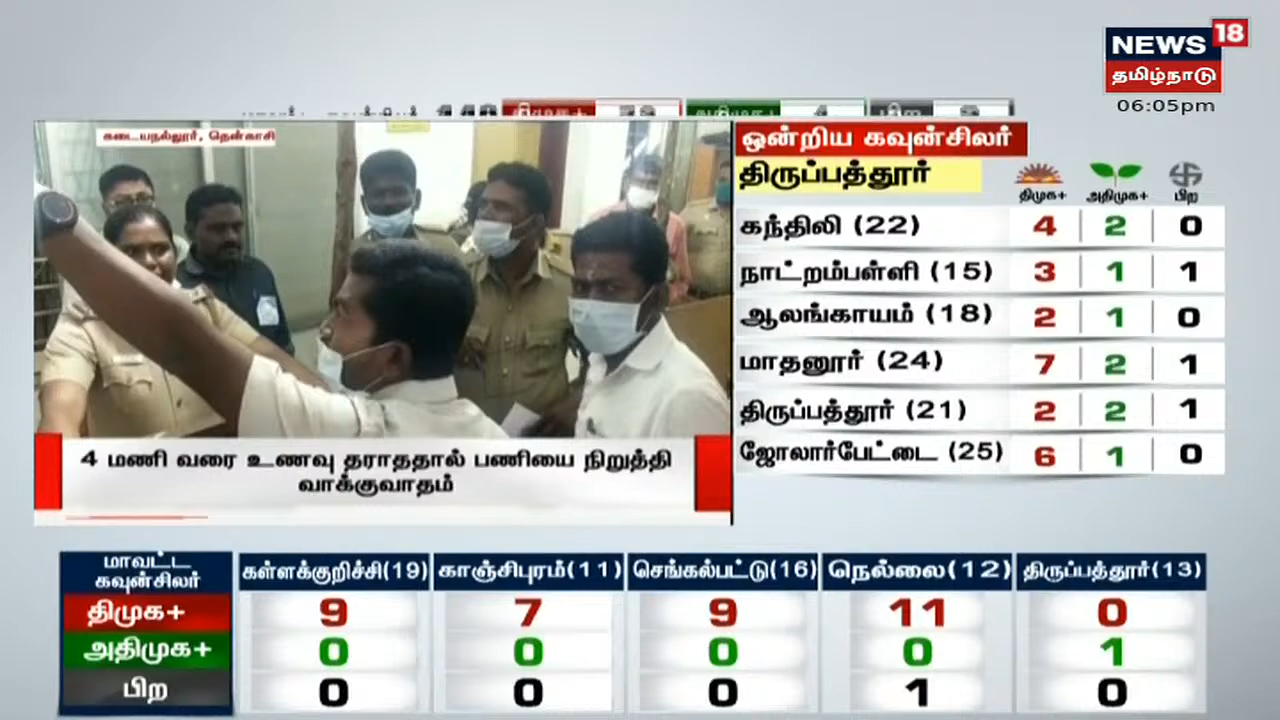 NEWS 18
தமிழ்நாடு
06:05pm
கடையநல்லூர், தென்காசி
ஒன்றிய கவுன்சிலர்
திருப்பத்தூர் திமுக+ அதிமுக+ பிற
கந்திலி (22) 4 2 0
நாட்றம்பள்ளி (15) 3 1 1
ஆலங்காயம் (18) 2 1 0
மாதனூர் (24) 7 2 1
திருப்பத்தூர் (21) 2 2 1
ஜோலார்பேட்டை (25) 6 1 0
4 மணி வரை உணவு தராததால் பணியை நிறுத்தி
வாக்குவாதம்
மாவட்ட
கவுன்சிலர் கள்ளக்குறிச்சி(19) காஞ்சிபுரம்(11) செங்கல்பட்டு(16) நெல்லை(12) திருப்பத்தூர்(13)
திமுக+ 9 7 9 11 0
அதிமுக+ 0 0 0 0 1
பிற 0 0 0 1 0